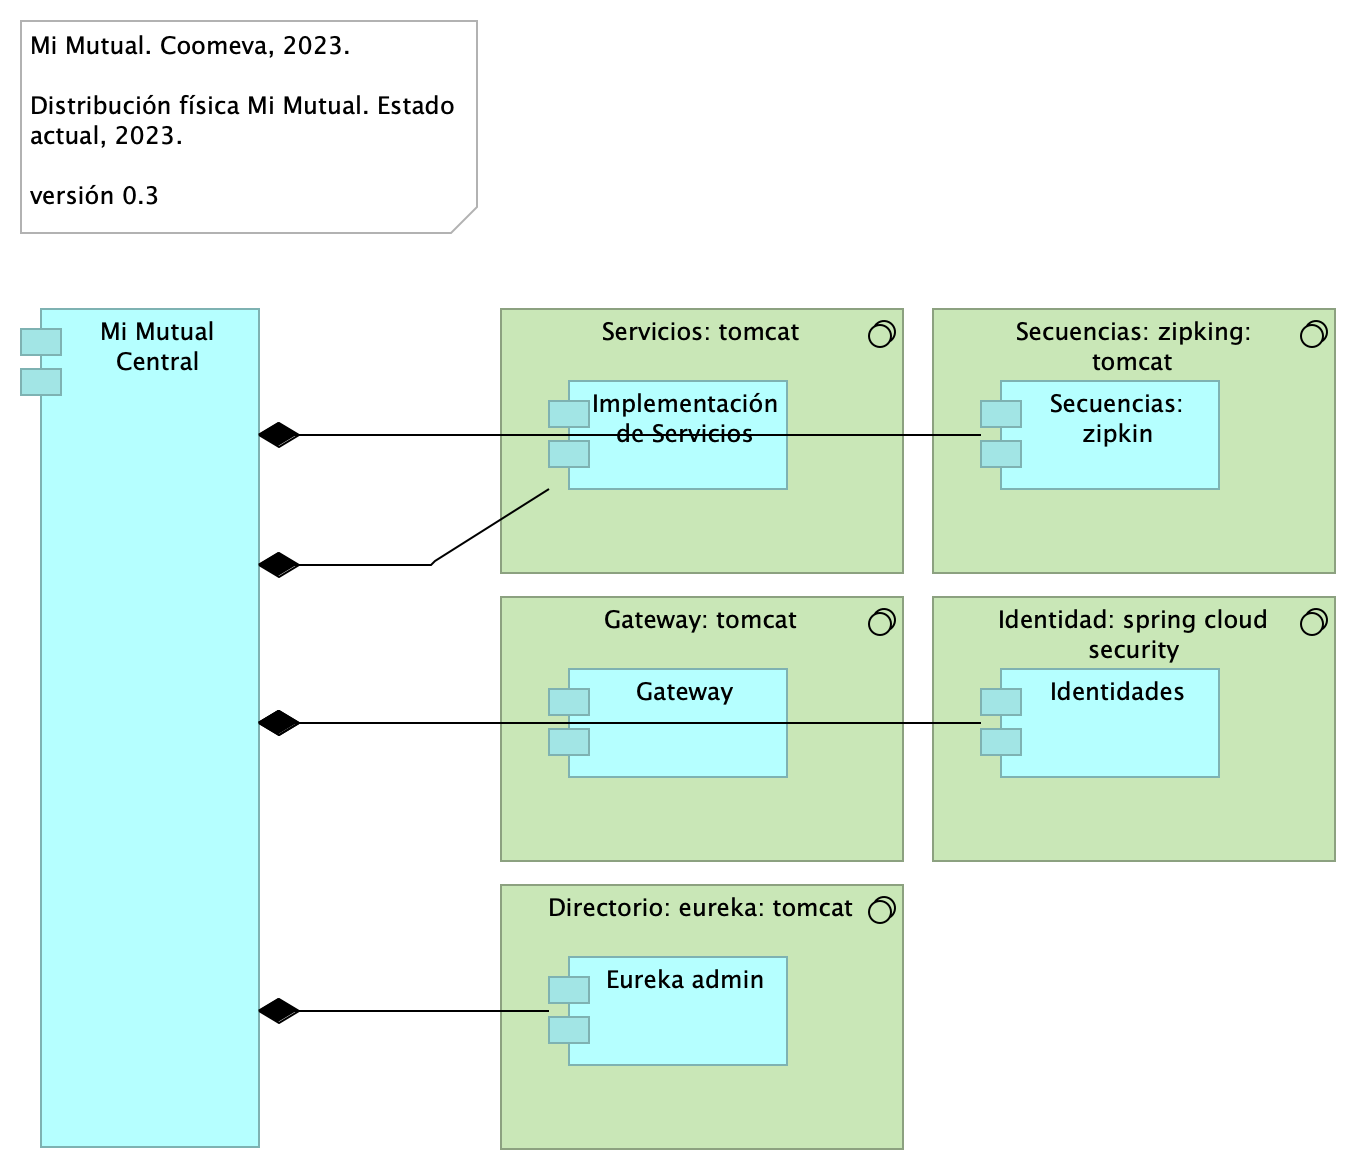 Mi Mutual. Coomeva, 2023.
Distribución física Mi Mutual. Estado
actual, 2023.
versión 0.3
Mi Mutual
Central
Servicios: tomcat
Implementación
de Servicios
Secuencias: zipking:
tomcat
Secuencias:
zipkin
Gateway: tomcat
Gateway
Identidad: spring cloud
security
Identidades
Directorio: eureka: tomcat
Eureka admin